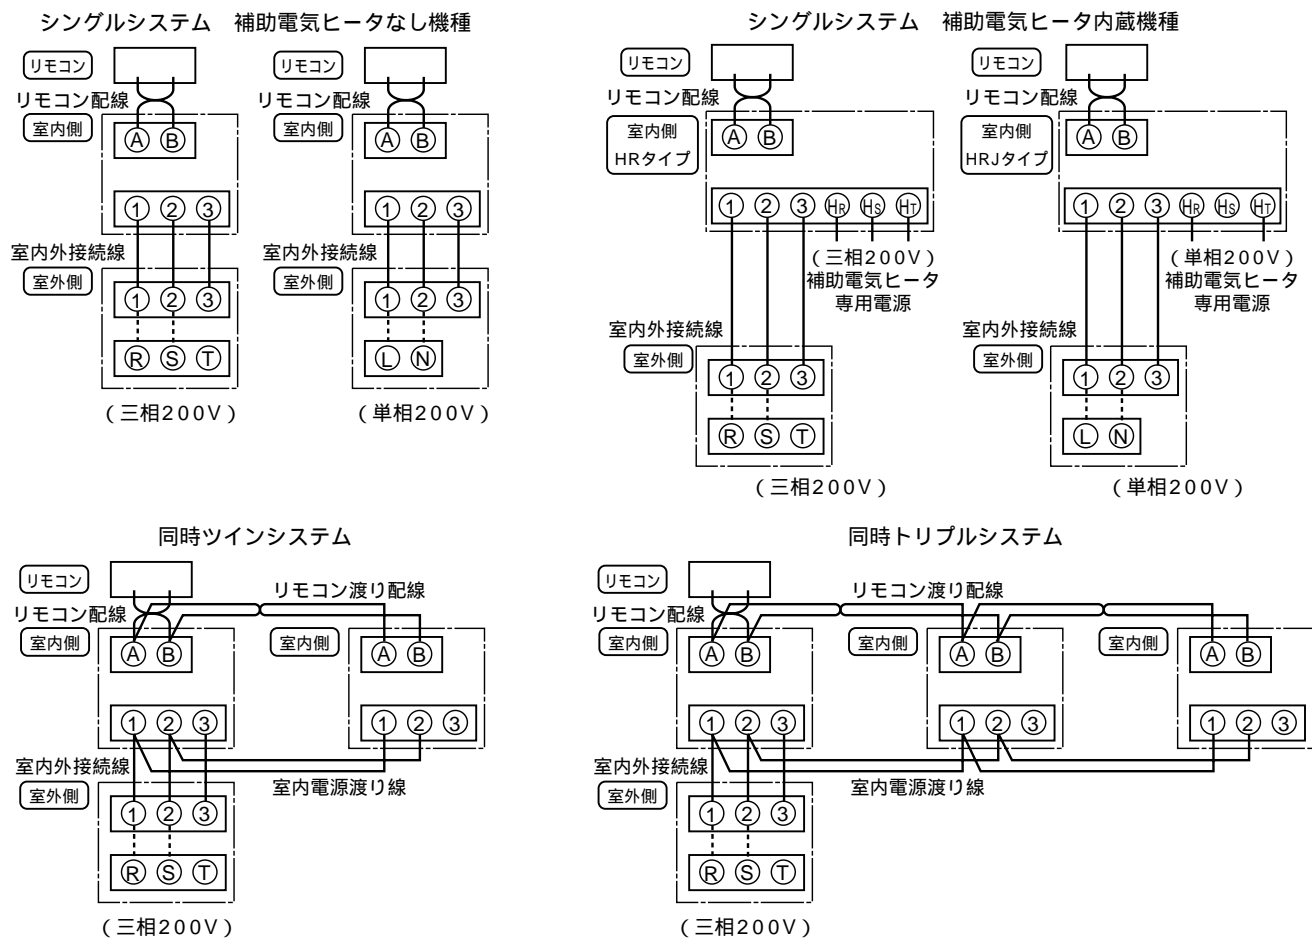 シングルシステム 補助電気ヒータなし機種
リモコン
リモコン配線
室内側
A B
1 2 3
室内外接続線
室外側
1 2 3
R S T
(三相200V)
リモコン
リモコン配線
室内側
A B
1 2 3
室外側
1 2 3
L N
(単相200V)
シングルシステム 補助電気ヒータ内蔵機種
リモコン
リモコン配線
室内側
HRタイプ
A B
1 2 3 HR HS HT
(三相200V)
補助電気ヒータ
専用電源
室内外接続線
室外側
1 2 3
R S T
(三相200V)
リモコン
リモコン配線
室内側
HRJタイプ
A B
1 2 3 HR HS HT
(単相200V)
補助電気ヒータ
専用電源
室内外接続線
室外側
1 2 3
L N
(単相200V)
同時ツインシステム
リモコン
リモコン配線
リモコン渡り配線
室内側
A B
室内側
A B
1 2 3
1 2 3
室内外接続線
室内電源渡り線
室外側
1 2 3
R S T
(三相200V)
同時トリプルシステム
リモコン
リモコン配線
リモコン渡り配線
室内側
A B
室内側
A B
室内側
A B
1 2 3
1 2 3
1 2 3
室内外接続線
室内電源渡り線
室外側
1 2 3
R S T
(三相200V)